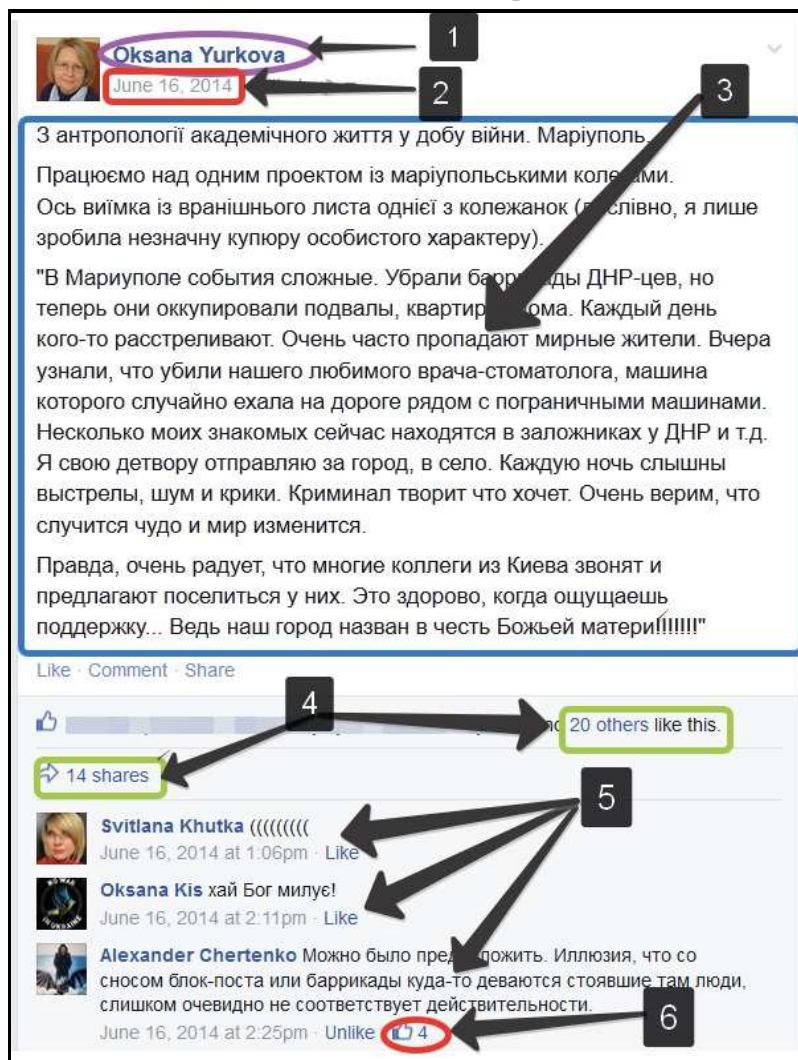 1
Oksana Yurkova
June 16, 2014
2
3
З антропології академічного життя у добу війни. Маріуполь.
Працюємо над одним проектом із маріупольськими
Ось виїмка із вранішнього листа однієї з колежанок я лише
зробила незначну купюру особистого характеру).
"В Мариуполе события сложные. Убрали ДНР-цев, но
теперь они оккупировали подвалы, Каждый день
кого-то расстреливают. Очень часто пропадают мирные жители. Вчера
узнали, что убили нашего любимого врача-стоматолога, машина
которого случайно ехала на дороге рядом с пограничными машинами.
Несколько моих знакомых сейчас находятся в заложниках у ДНР и т.д.
Я свою детвору отправляю за город, в село. Каждую ночь слышны
выстрелы, шум и крики. Криминал творит что хочет. Очень верим, что
случится чудо и мир изменится.
Правда, очень радует, что многие коллеги из Киева звонят и
предлагают поселиться у них. Это здорово, когда ощущаешь
поддержку... Ведь наш город назван в честь Божьей матери!!!!!!!"
Like · Comment · Share
4
20 others like this.
14 shares
5
Svitlana Khutka (((((((((
June 16, 2014 at 1:06pm · Like
Oksana Kis хай Бог милує!
June 16, 2014 at 2:11pm · Like
Alexander Chertenko Можно было Иллюзия, что со
сносом блок-поста или баррикады куда-то деваются стоявшие там люди,
слишком очевидно не соответствует действительности.
June 16, 2014 at 2:25pm · Unlike 4
6